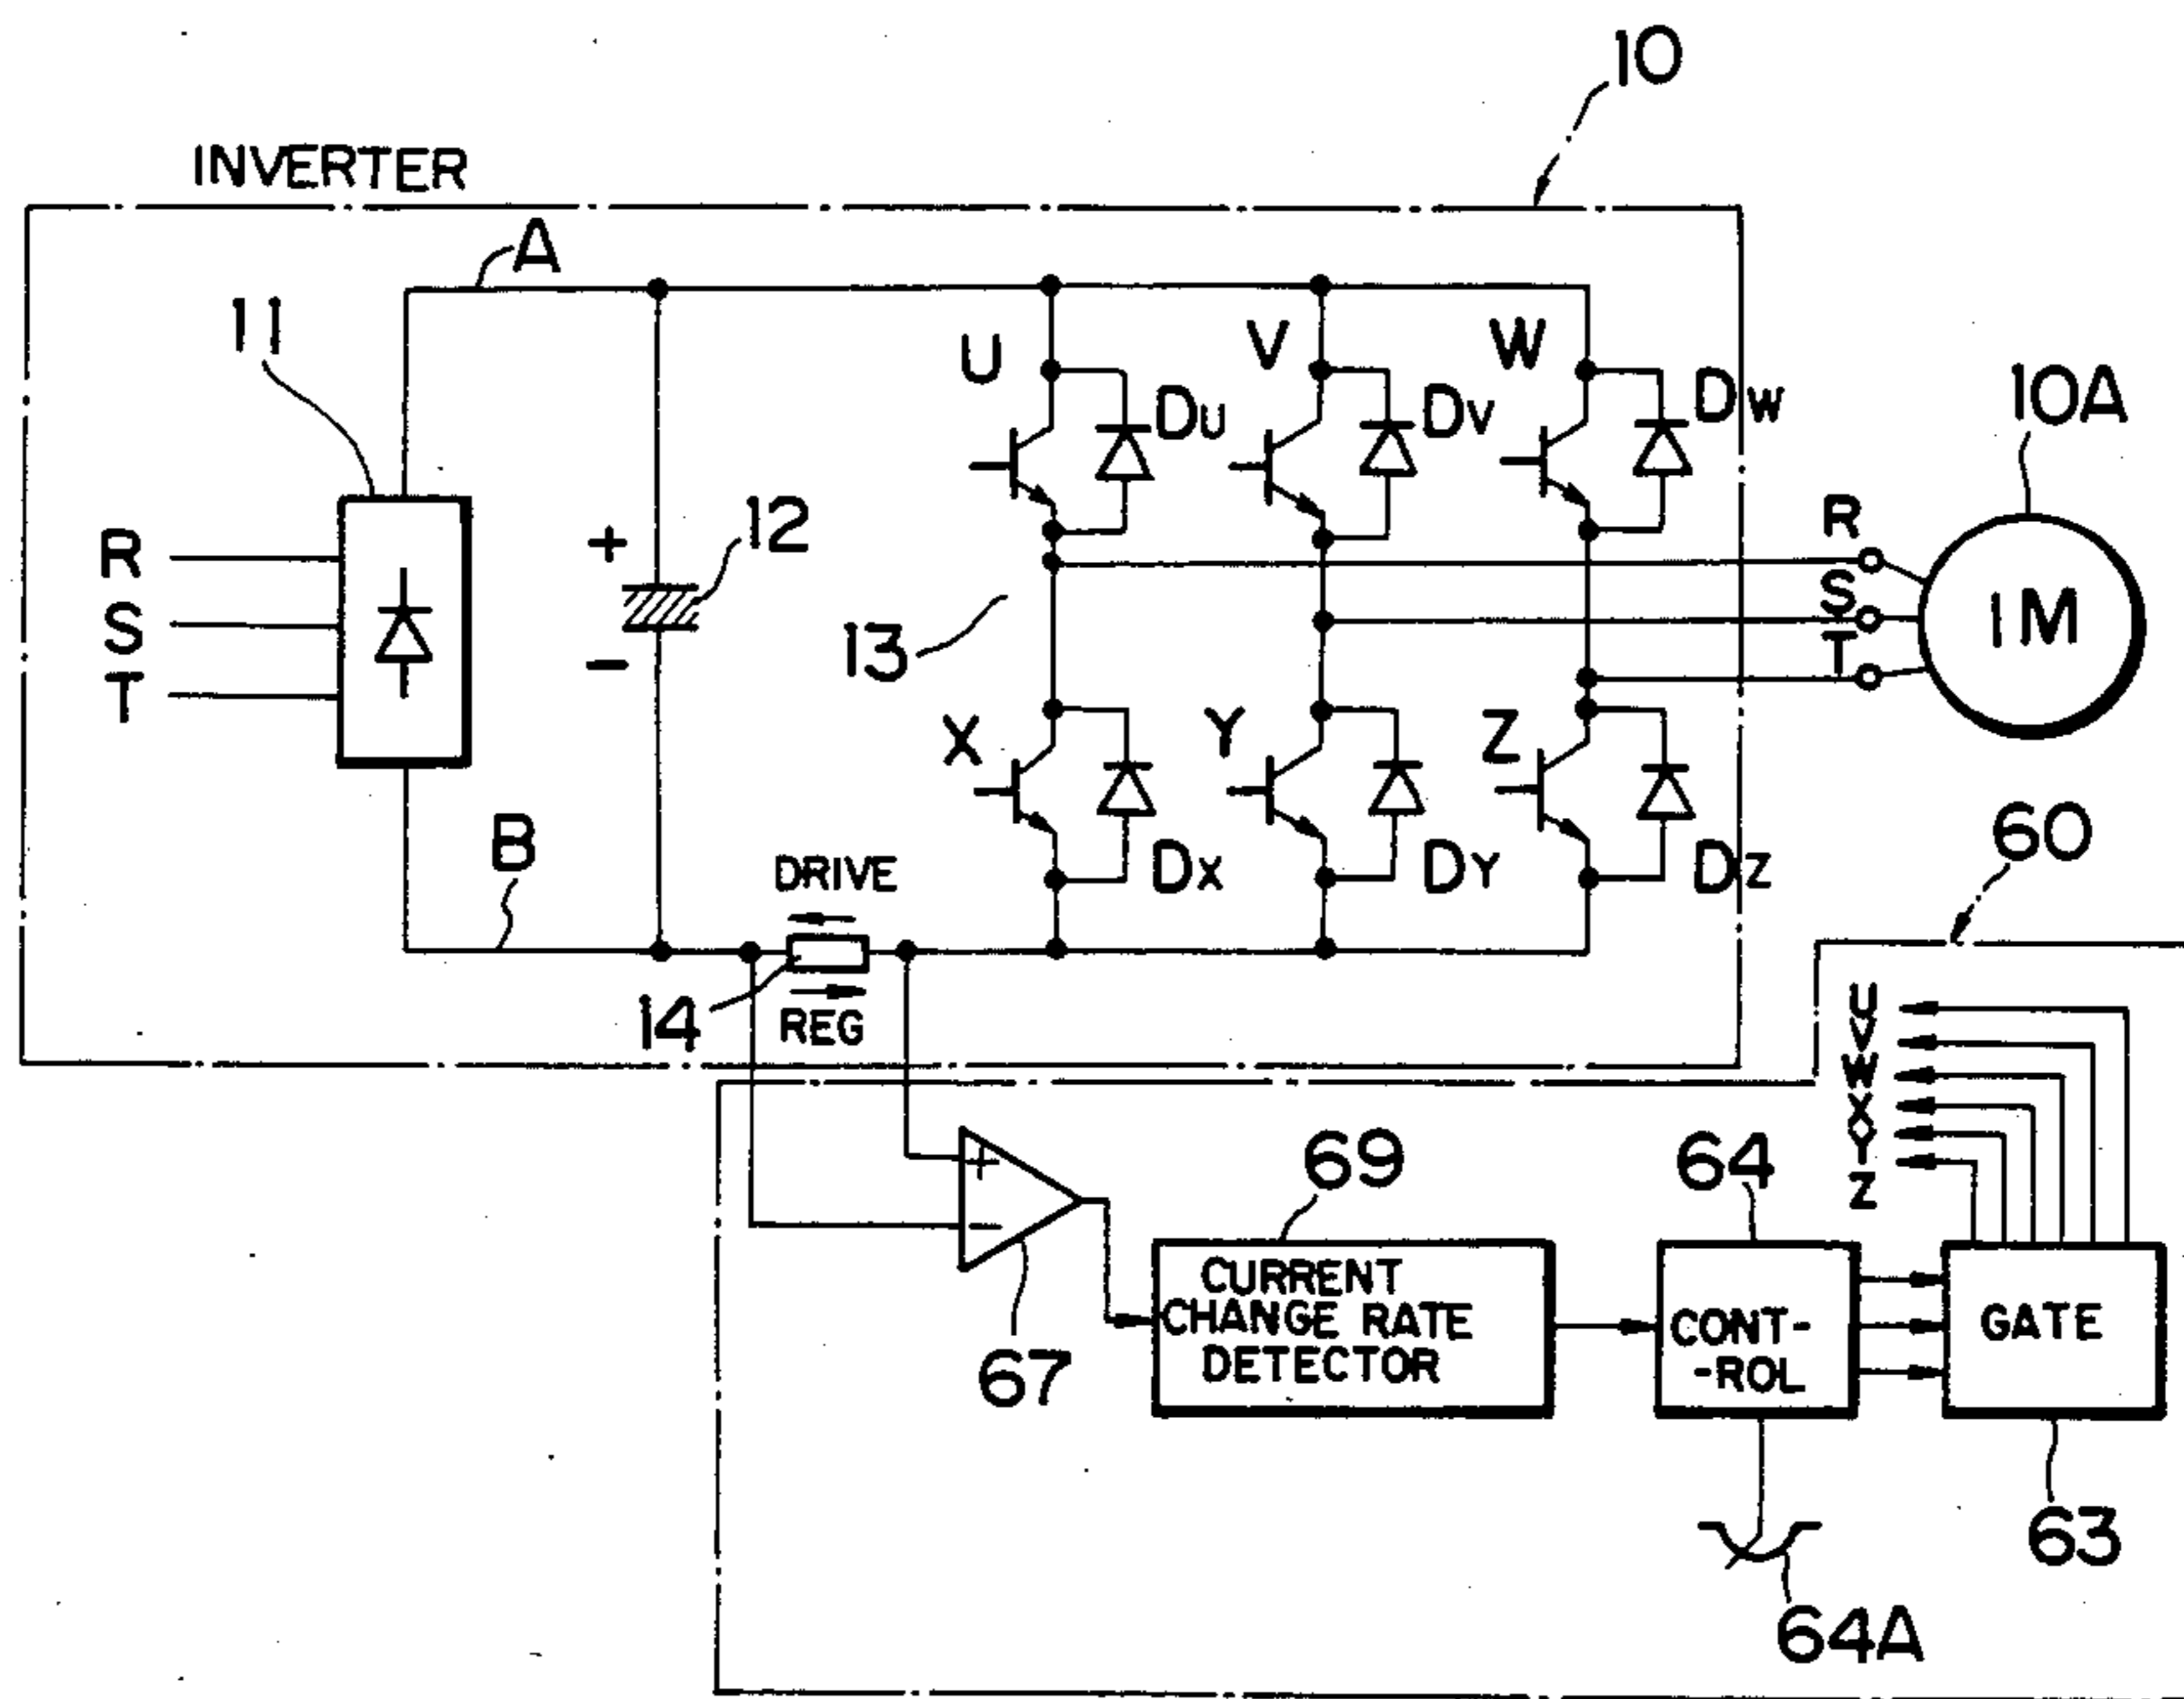 10
INVERTER
A
11
U
V
W
DU
DV
DW
10A
R
S
T
+
12
-
13
R
S
T
IM
X
Y
Z
DX
DY
DZ
B
DRIVE
14
REG
60
U
V
W
X
Y
Z
+
-
67
69
CURRENT
CHANGE RATE
DETECTOR
64
CONT-
-ROL
GATE
63
64A